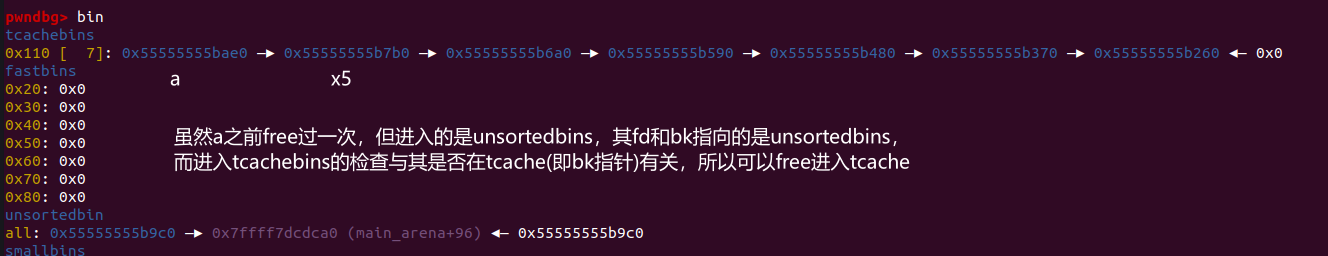 pwndbg> bin
tcachebins
0x110 [  7]: 0x55555555bae0 —▸ 0x55555555b7b0 —▸ 0x55555555b6a0 —▸ 0x55555555b590 —▸ 0x55555555b480 —▸ 0x55555555b370 —▸ 0x55555555b260 ◂— 0x0
fastbins
a x5
0x20: 0x0
0x30: 0x0
0x40: 0x0
虽然a之前free过一次，但进入的是unsortedbins，其fd和bk指向的是unsortedbins，
0x50: 0x0
而进入tcachebins的检查与其是否在tcache(即bk指针)有关，所以可以free进入tcache
0x60: 0x0
0x70: 0x0
0x80: 0x0
unsortedbin
all: 0x55555555b9c0 —▸ 0x7ffff7dcdca0 (main_arena+96) ◂— 0x55555555b9c0
smallbins